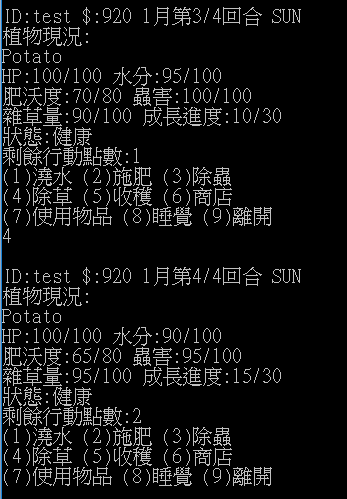 ID:test $:920 1月第3/4回合 SUN
植物現況:
Potato
HP:100/100 水分:95/100
肥沃度:70/80 蟲害:100/100
雜草量:90/100 成長進度:10/30
狀態:健康
剩餘行動點數:1
(1)澆水 (2)施肥 (3)除蟲
(4)除草 (5)收穫 (6)商店
(7)使用物品 (8)睡覺 (9)離開
4
ID:test $:920 1月第4/4回合 SUN
植物現況:
Potato
HP:100/100 水分:90/100
肥沃度:65/80 蟲害:95/100
雜草量:95/100 成長進度:15/30
狀態:健康
剩餘行動點數:2
(1)澆水 (2)施肥 (3)除蟲
(4)除草 (5)收穫 (6)商店
(7)使用物品 (8)睡覺 (9)離開